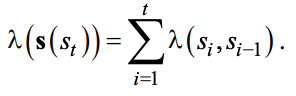 λ(𝐬(s_t)) = ∑_{i=1}^{t} λ(s_i, s_{i−1}).